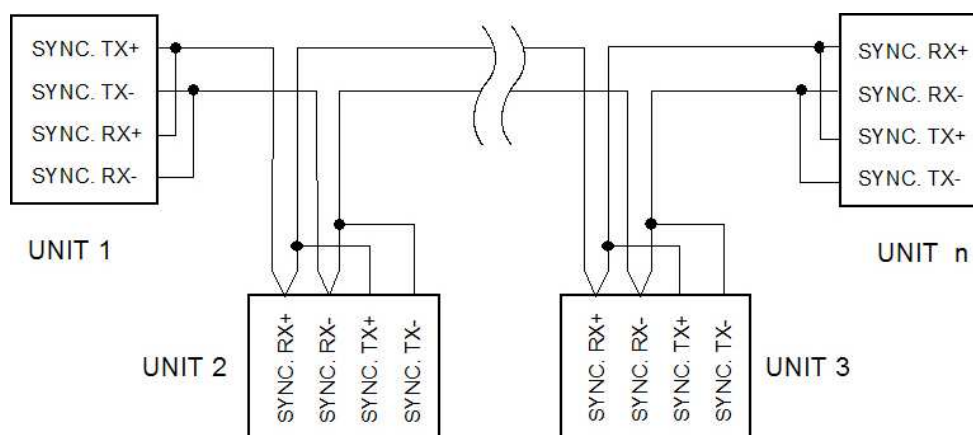 SYNC. TX+
SYNC. TX-
SYNC. RX+
SYNC. RX-
UNIT 1
SYNC. RX+
SYNC. RX-
SYNC. TX+
SYNC. TX-
UNIT n
SYNC. RX+
SYNC. RX-
SYNC. TX+
SYNC. TX-
UNIT 2
SYNC. RX+
SYNC. RX-
SYNC. TX+
SYNC. TX-
UNIT 3